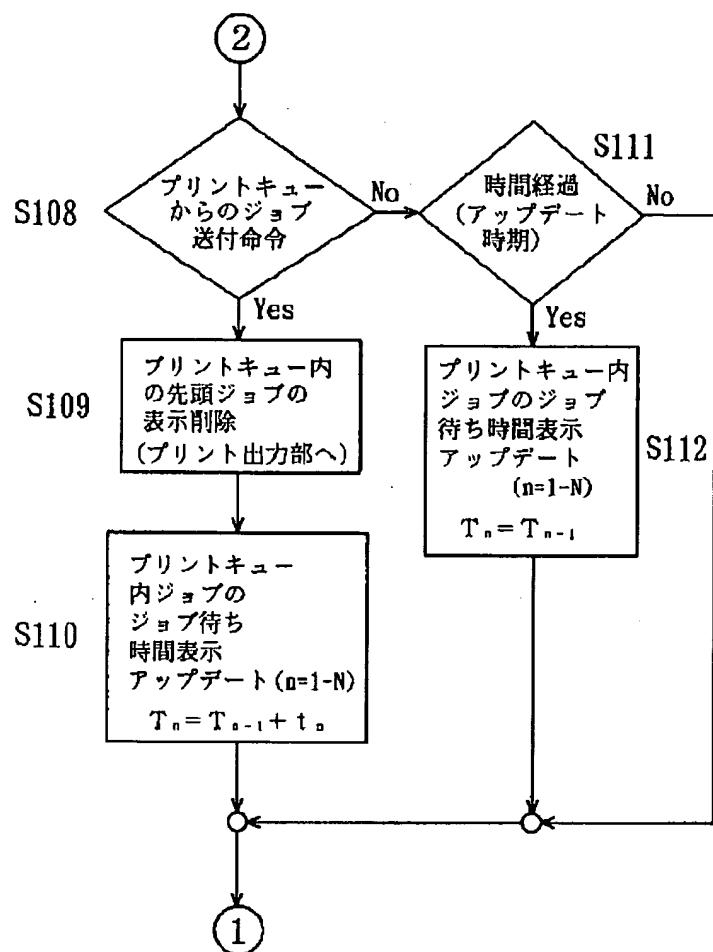 ②
S108
プリントキュー
からのジョブ
送付命令
No
Yes
S111
時間経過
(アップデート
時期)
No
Yes
S109
プリントキュー内
の先頭ジョブの
表示削除
(プリント出力部へ)
プリントキュー内
ジョブのジョブ
待ち時間表示
アップデート
(n=1-N)
Tₙ=Tₙ₋₁
S112
S110
プリントキュー
内ジョブの
ジョブ待ち
時間表示
アップデート(n=1-N)
Tₙ=Tₙ₋₁+tₙ
①